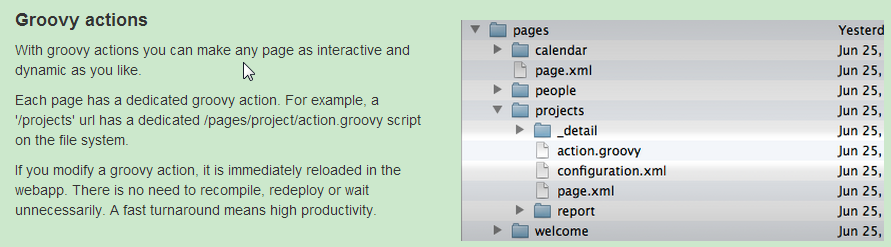 Groovy actions
With groovy actions you can make any page as interactive and
dynamic as you like.
Each page has a dedicated groovy action. For example, a
'/projects' url has a dedicated /pages/project/action.groovy script
on the file system.
If you modify a groovy action, it is immediately reloaded in the
webapp. There is no need to recompile, redeploy or wait
unnecessarily. A fast turnaround means high productivity.
pages Yesterd
calendar Jun 25,
page.xml Jun 25,
people Jun 25,
projects Jun 25,
_detail Jun 25,
action.groovy Jun 25,
configuration.xml Jun 25,
page.xml Jun 25,
report Jun 25,
welcome Jun 25,